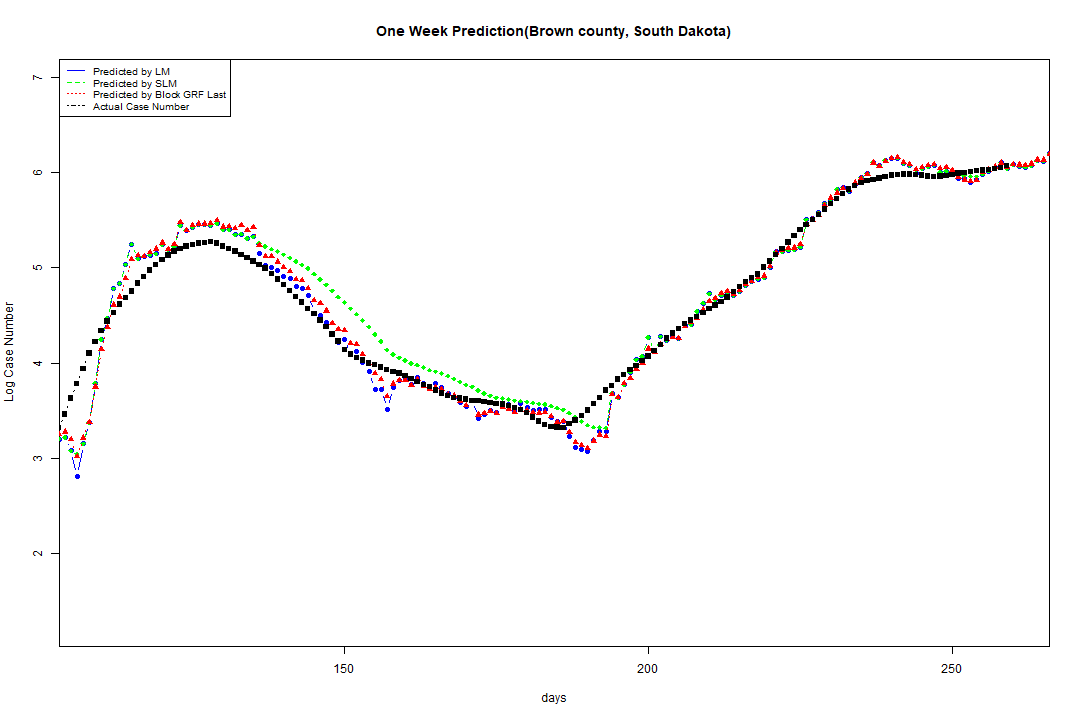 One Week Prediction(Brown county, South Dakota)
Predicted by LM
Predicted by SLM
Predicted by Block GRF Last
Actual Case Number
7
6
5
4
3
2
Log Case Number
150 200 250
days